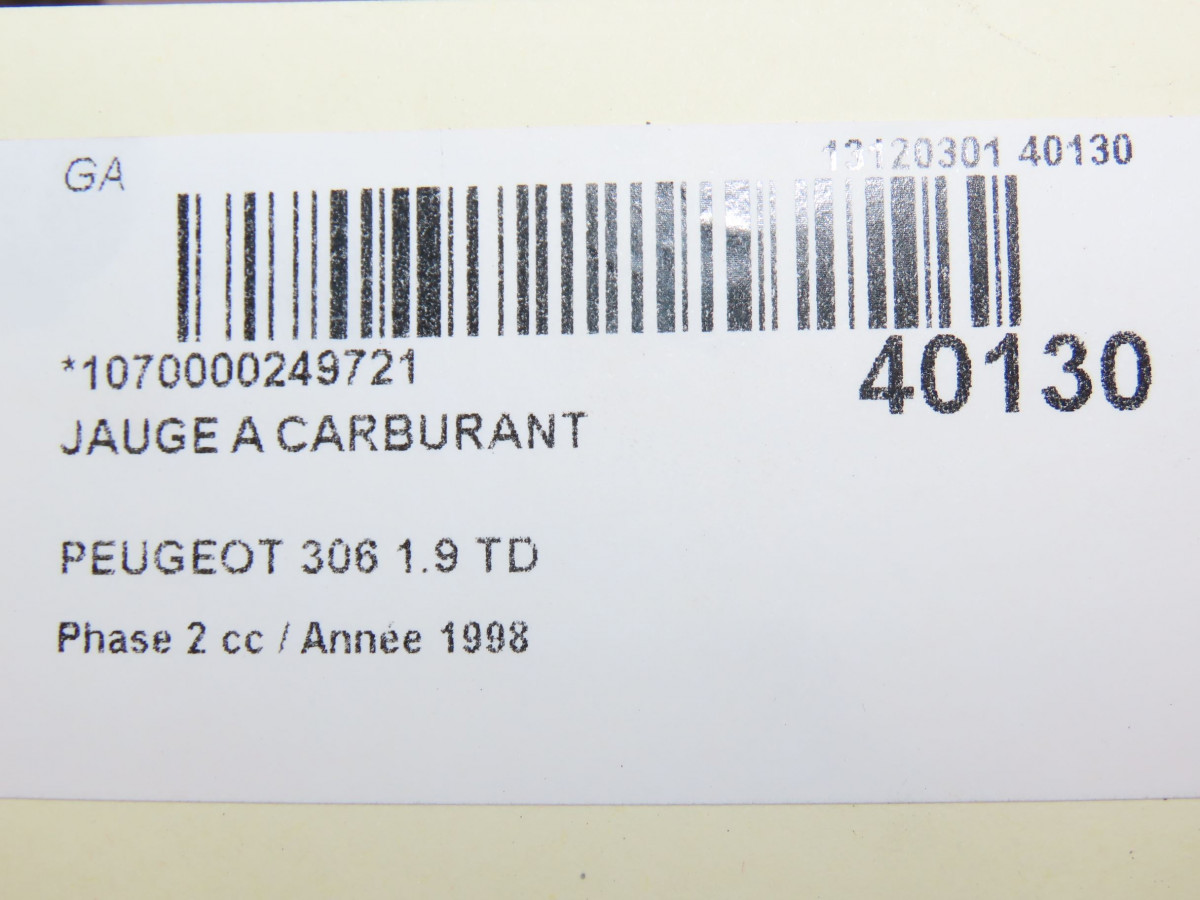 GA
13120301 40130
*1070000249721
40130
JAUGE A CARBURANT
PEUGEOT 306 1.9 TD
Phase 2 cc / Année 1998